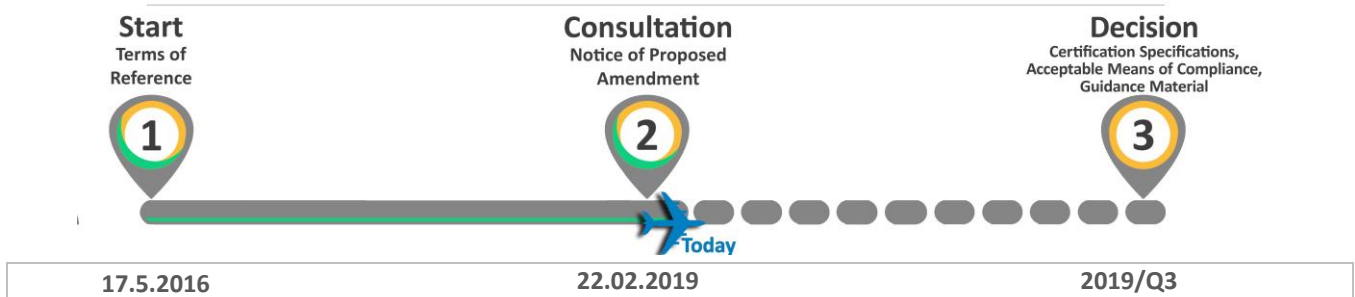 Start
Terms of
Reference
Consultation
Notice of Proposed
Amendment
Decision
Certification Specifications,
Acceptable Means of Compliance,
Guidance Material
1
2
3
Today
17.5.2016
22.02.2019
2019/Q3